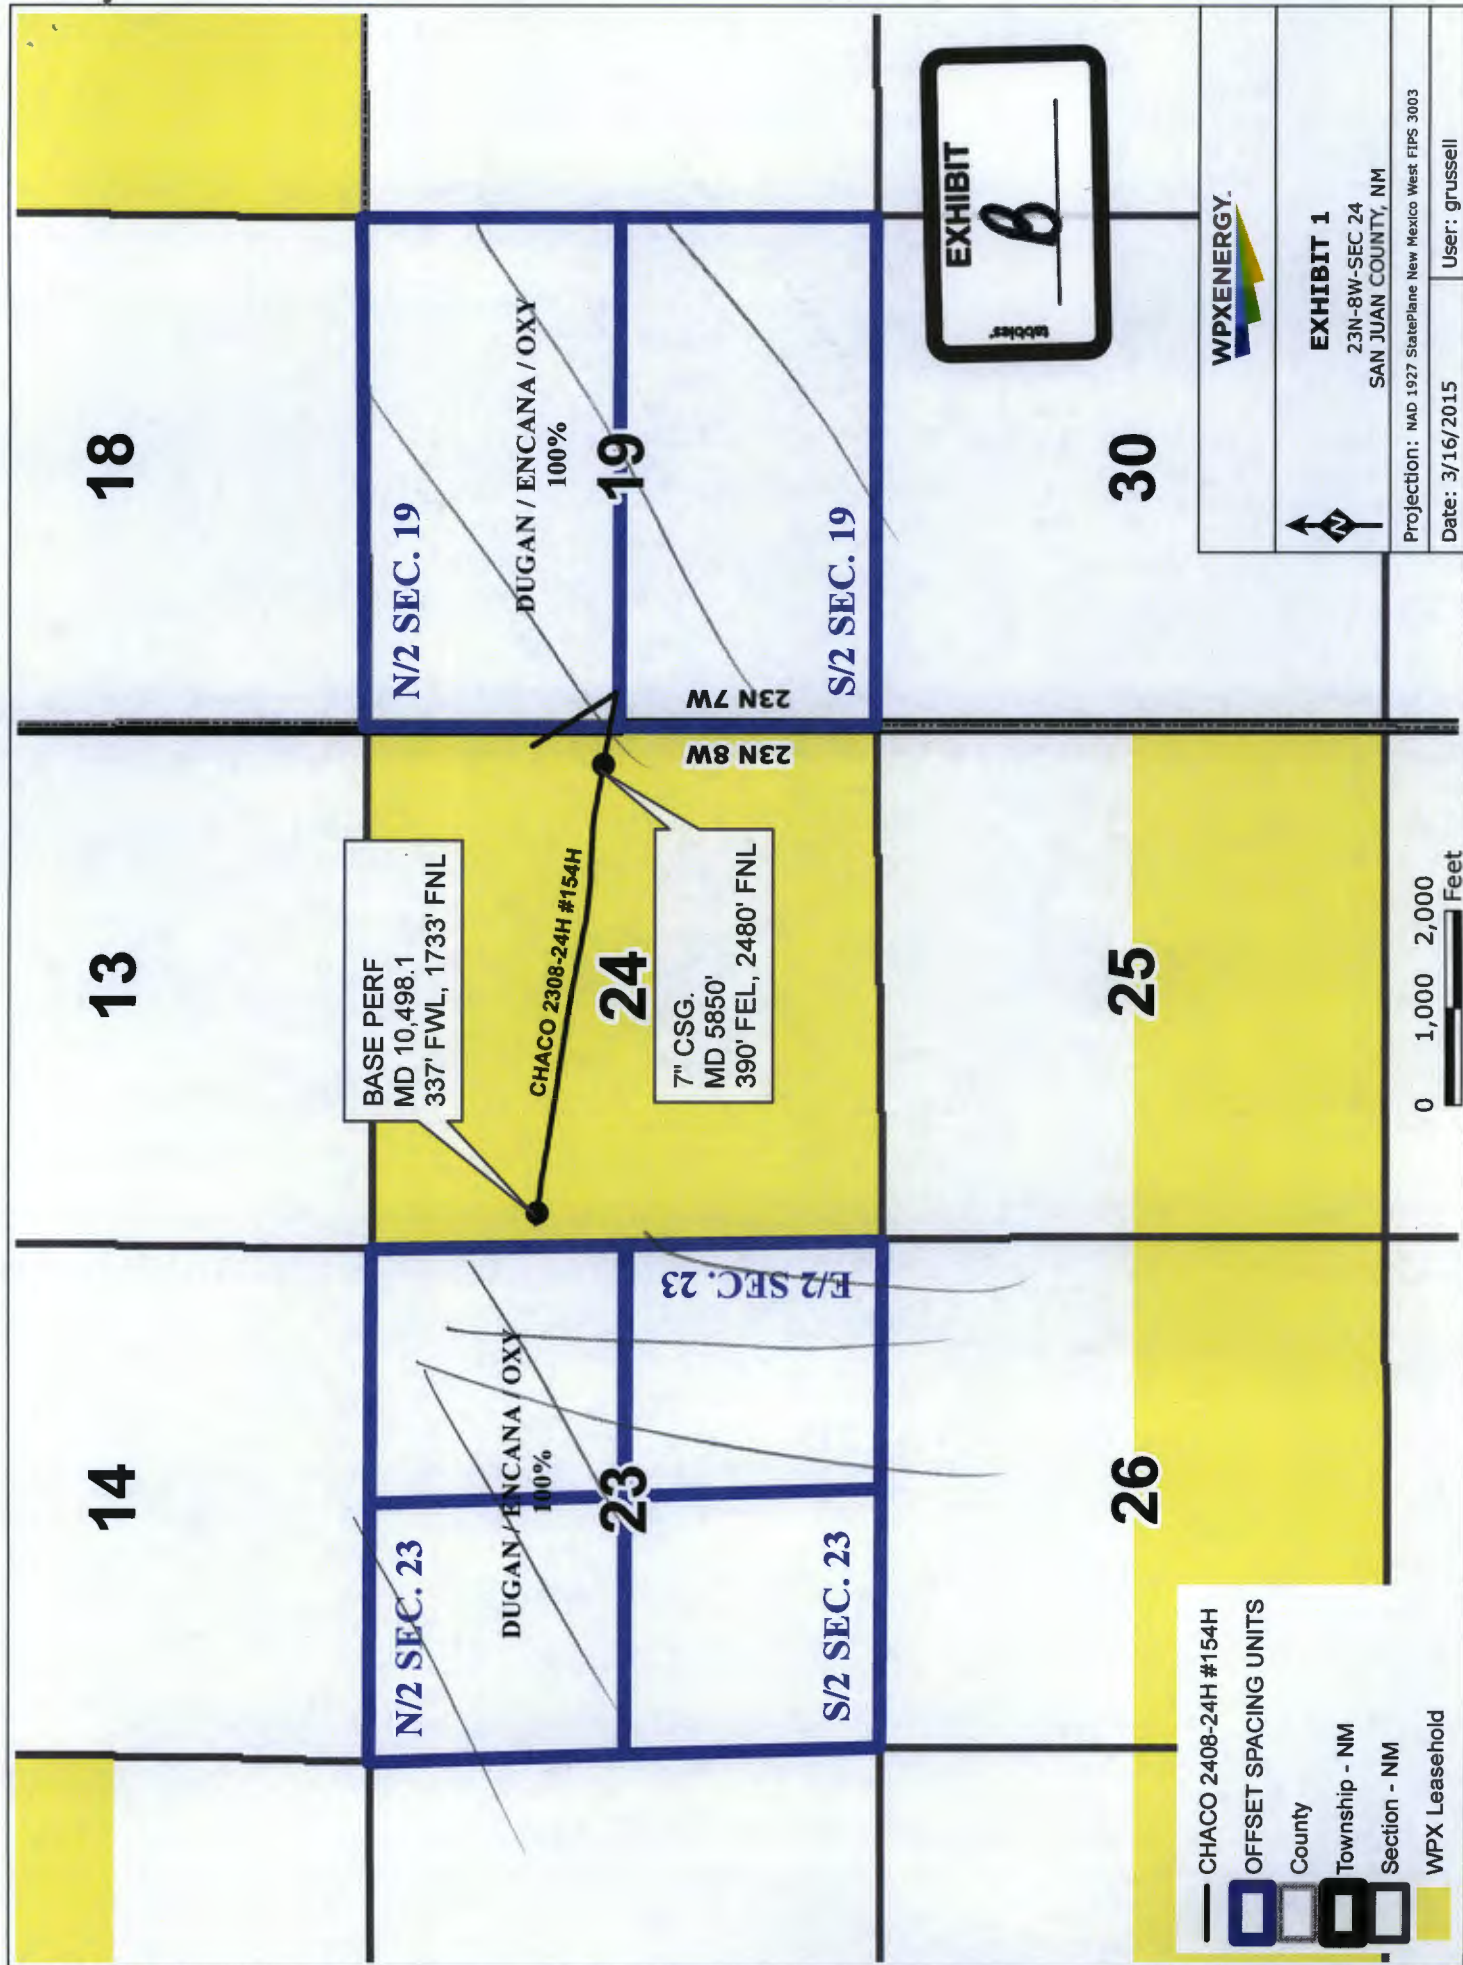 14
13
18
N/2 SEC. 23
DUGAN / ENCANA / OXY
100%
23
S/2 SEC. 23
E/2 SEC. 23
BASE PERF
MD 10,498.1
337' FWL, 1733' FNL
CHACO 2308-24H #154H
24
7" CSG.
MD 5850'
390' FEL, 2480' FNL
23N 8W
23N 7W
N/2 SEC. 19
DUGAN / ENCANA / OXY
100%
19
S/2 SEC. 19
26
25
30
EXHIBIT
B
tabbies'
CHACO 2408-24H #154H
OFFSET SPACING UNITS
County
Township - NM
Section - NM
WPX Leasehold
0 1,000 2,000
Feet
WPXENERGY.
EXHIBIT 1
23N-8W-SEC 24
SAN JUAN COUNTY, NM
N
Projection: NAD 1927 StatePlane New Mexico West FIPS 3003
Date: 3/16/2015
User: grussell